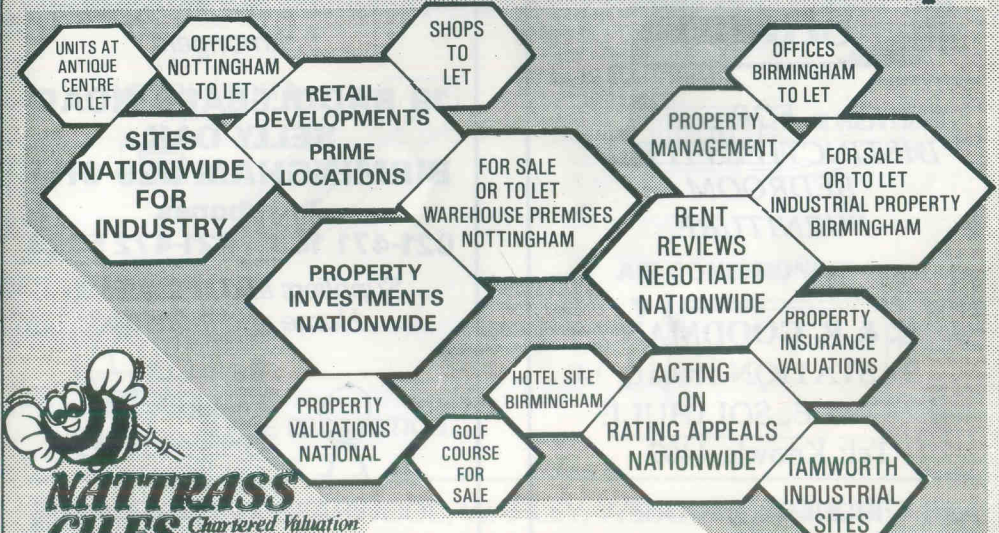 UNITS AT
ANTIQUE
CENTRE
TO LET
OFFICES
NOTTINGHAM
TO LET
SHOPS
TO
LET
RETAIL
DEVELOPMENTS
PRIME
LOCATIONS
SITES
NATIONWIDE
FOR
INDUSTRY
FOR SALE
OR TO LET
WAREHOUSE PREMISES
NOTTINGHAM
PROPERTY
INVESTMENTS
NATIONWIDE
PROPERTY
VALUATIONS
NATIONAL
GOLF
COURSE
FOR
SALE
HOTEL SITE
BIRMINGHAM
OFFICES
BIRMINGHAM
TO LET
PROPERTY
MANAGEMENT
FOR SALE
OR TO LET
INDUSTRIAL PROPERTY
BIRMINGHAM
RENT
REVIEWS
NEGOTIATED
NATIONWIDE
PROPERTY
INSURANCE
VALUATIONS
ACTING
ON
RATING APPEALS
NATIONWIDE
TAMWORTH
INDUSTRIAL
SITES
NATTRASS
GILES Chartered Valuation